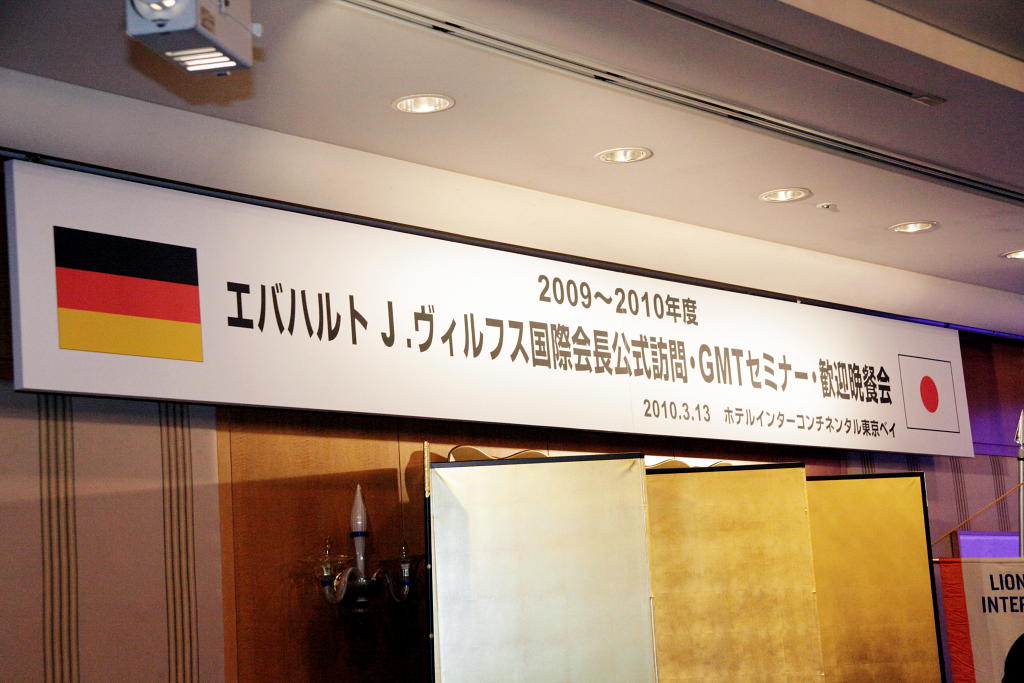 2009～2010年度
エバハルト J .ヴィルフス国際会長公式訪問・GMTセミナー・歓迎晩餐会
2010.3.13 ホテルインターコンチネンタル東京ベイ
LION
INTER